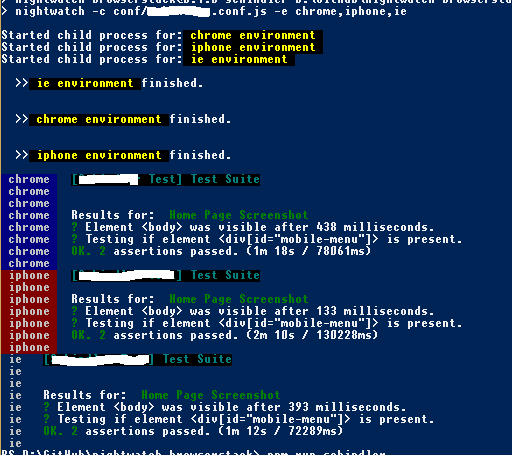 > nightwatch -c conf/ .conf.js -e chrome,iphone,ie
Started child process for: chrome environment
Started child process for: iphone environment
Started child process for: ie environment
>> ie environment finished.
>> chrome environment finished.
>> iphone environment finished.
chrome [ Test] Test Suite
chrome
chrome
chrome Results for: Home Page Screenshot
chrome ? Element <body> was visible after 438 milliseconds.
chrome ? Testing if element <div[id="mobile-menu"]> is present.
chrome OK. 2 assertions passed. (1m 18s / 78061ms)
chrome
iphone [ ] Test Suite
iphone
iphone Results for: Home Page Screenshot
iphone ? Element <body> was visible after 133 milliseconds.
iphone ? Testing if element <div[id="mobile-menu"]> is present.
iphone OK. 2 assertions passed. (2m 10s / 130228ms)
iphone
ie [ ] Test Suite
ie
ie
ie Results for: Home Page Screenshot
ie ? Element <body> was visible after 393 milliseconds.
ie ? Testing if element <div[id="mobile-menu"]> is present.
ie OK. 2 assertions passed. (1m 12s / 72289ms)
ie
PS D:\GitHub\nightwatch-browserstack> npm run schindler